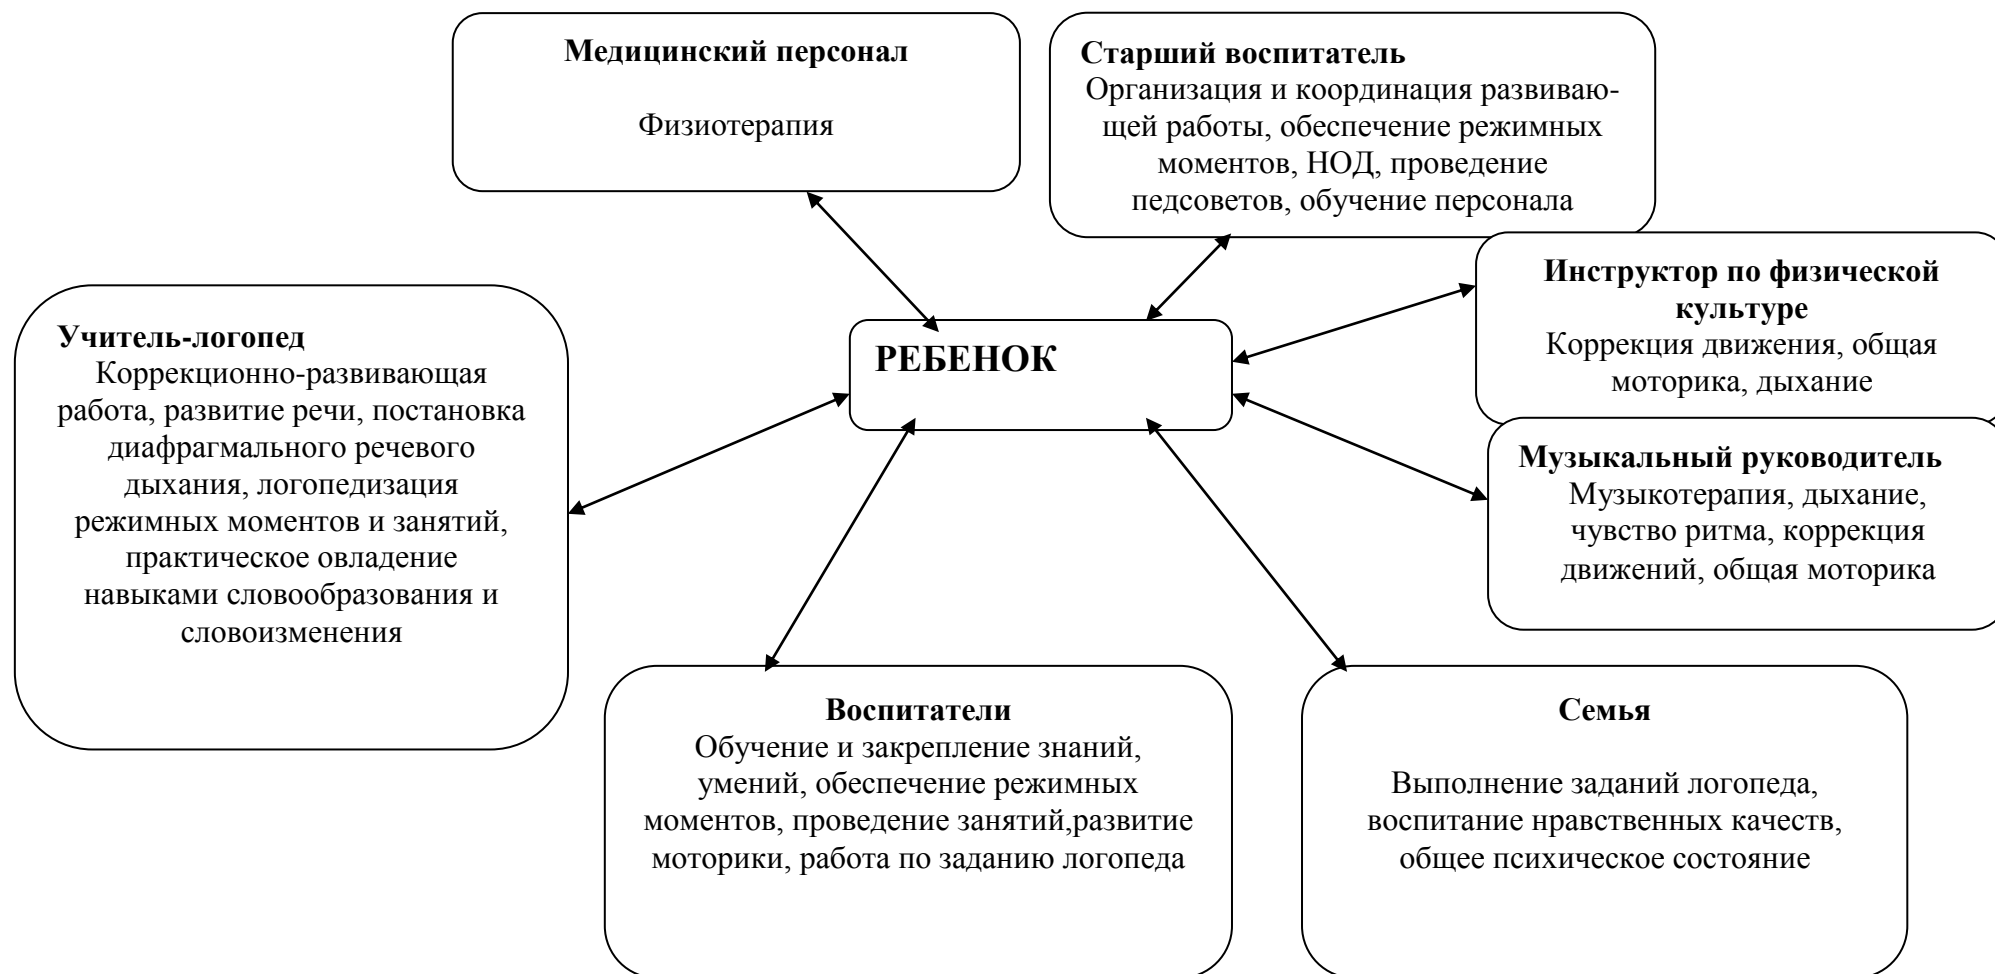 Медицинский персонал
Физиотерапия
Старший воспитатель
Организация и координация развиваю-
щей работы, обеспечение режимных
моментов, НОД, проведение
педсоветов, обучение персонала
Инструктор по физической
культуре
Коррекция движения, общая
моторика, дыхание
Учитель-логопед
Коррекционно-развивающая
работа, развитие речи, постановка
диафрагмального речевого
дыхания, логопедизация
режимных моментов и занятий,
практическое овладение
навыками словообразования и
словоизменения
РЕБЕНОК
Музыкальный руководитель
Музыкотерапия, дыхание,
чувство ритма, коррекция
движений, общая моторика
Воспитатели
Обучение и закрепление знаний,
умений, обеспечение режимных
моментов, проведение занятий,развитие
моторики, работа по заданию логопеда
Семья
Выполнение заданий логопеда,
воспитание нравственных качеств,
общее психическое состояние